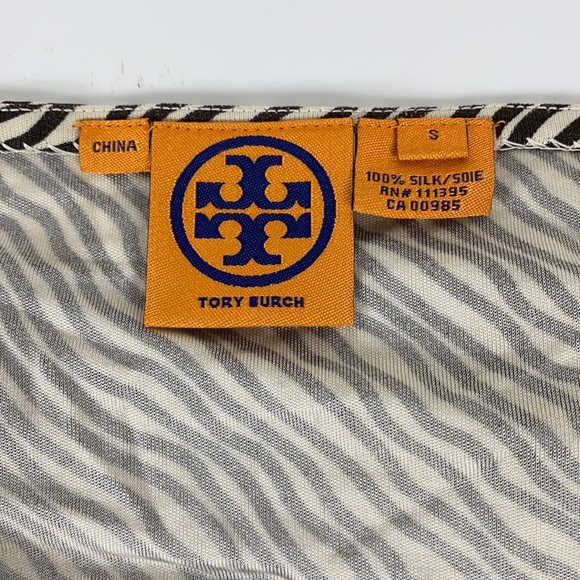 CHINA
TORY BURCH
S
100% SILK/SOIE
RN# 111395
CA 00985